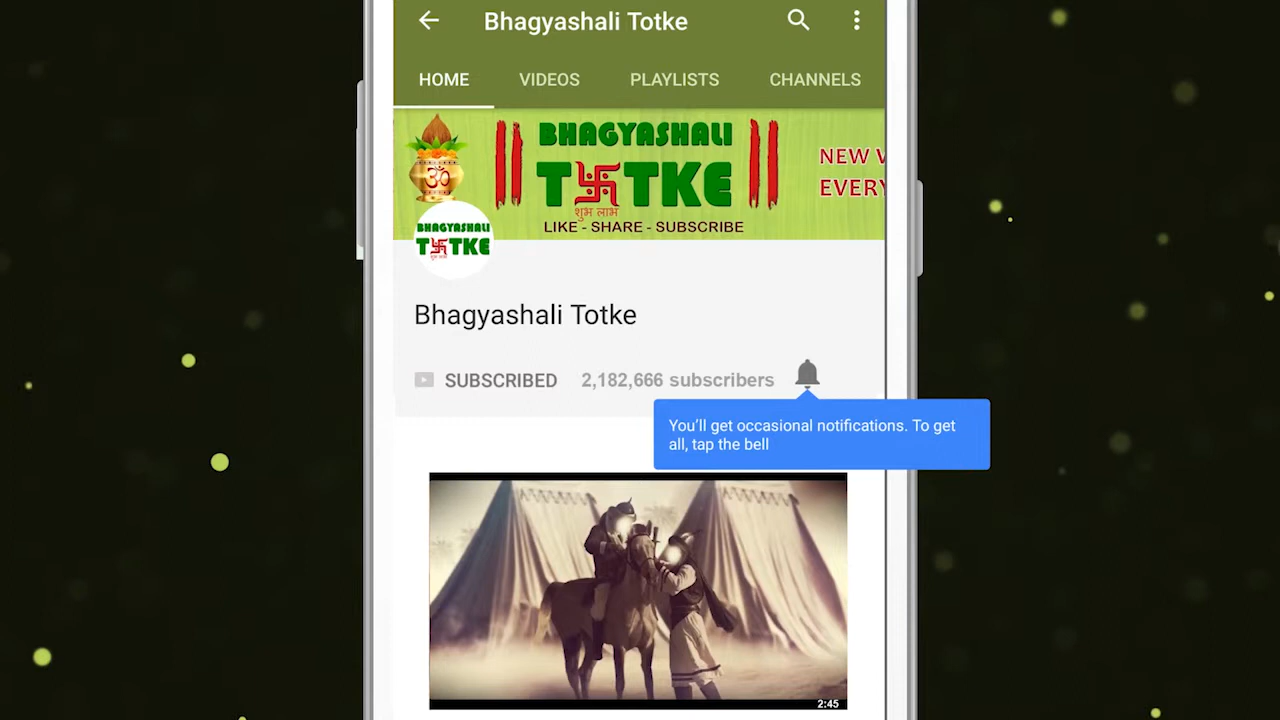 Bhagyashali Totke
HOME VIDEOS PLAYLISTS CHANNELS
ॐ
BHAGYASHALI
TOTKE
शुभ लाभ
LIKE - SHARE - SUBSCRIBE
NEW
EVERY
BHAGYASHALI
TOTKE
Bhagyashali Totke
SUBSCRIBED 2,182,666 subscribers
You'll get occasional notifications. To get
all, tap the bell
2:45